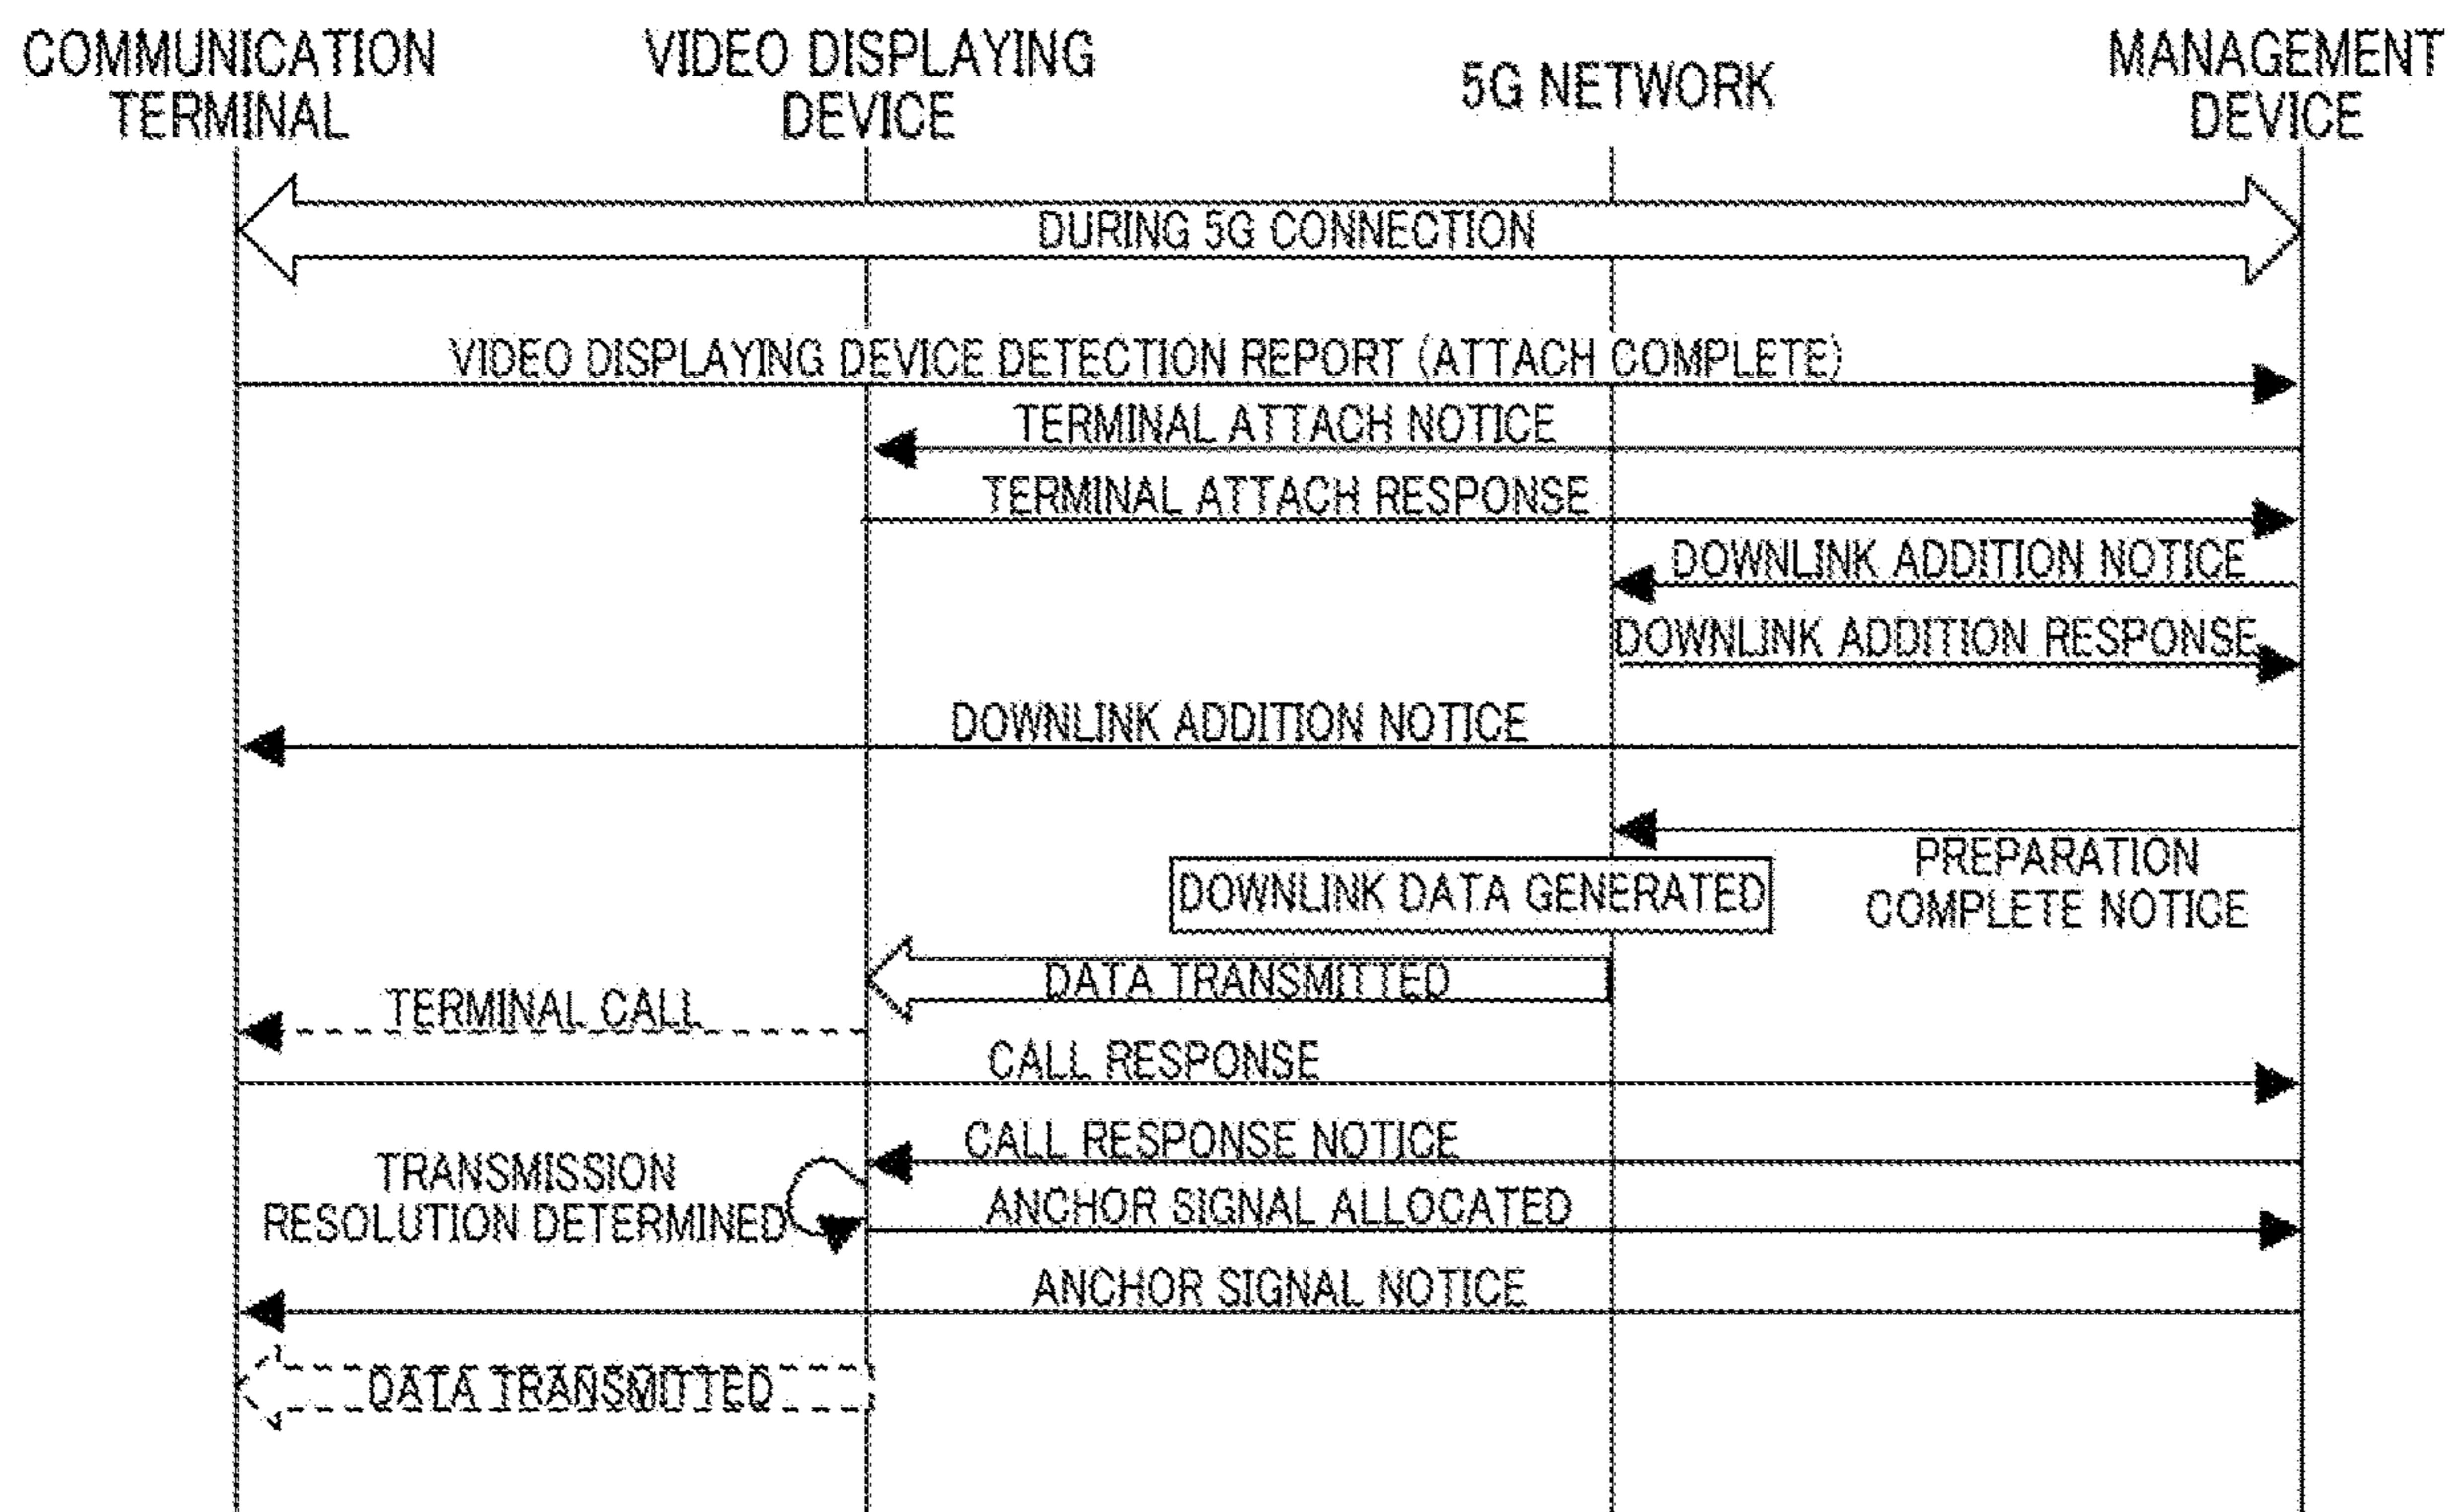 COMMUNICATION
TERMINAL
VIDEO DISPLAYING
DEVICE
5G NETWORK
MANAGEMENT
DEVICE
DURING 5G CONNECTION
VIDEO DISPLAYING DEVICE DETECTION REPORT (ATTACH COMPLETE)
TERMINAL ATTACH NOTICE
TERMINAL ATTACH RESPONSE
DOWNLINK ADDITION NOTICE
DOWNLINK ADDITION RESPONSE
DOWNLINK ADDITION NOTICE
PREPARATION
COMPLETE NOTICE
DOWNLINK DATA GENERATED
DATA TRANSMITTED
TERMINAL CALL
CALL RESPONSE
CALL RESPONSE NOTICE
TRANSMISSION
RESOLUTION DETERMINED
ANCHOR SIGNAL ALLOCATED
ANCHOR SIGNAL NOTICE
DATA TRANSMITTED